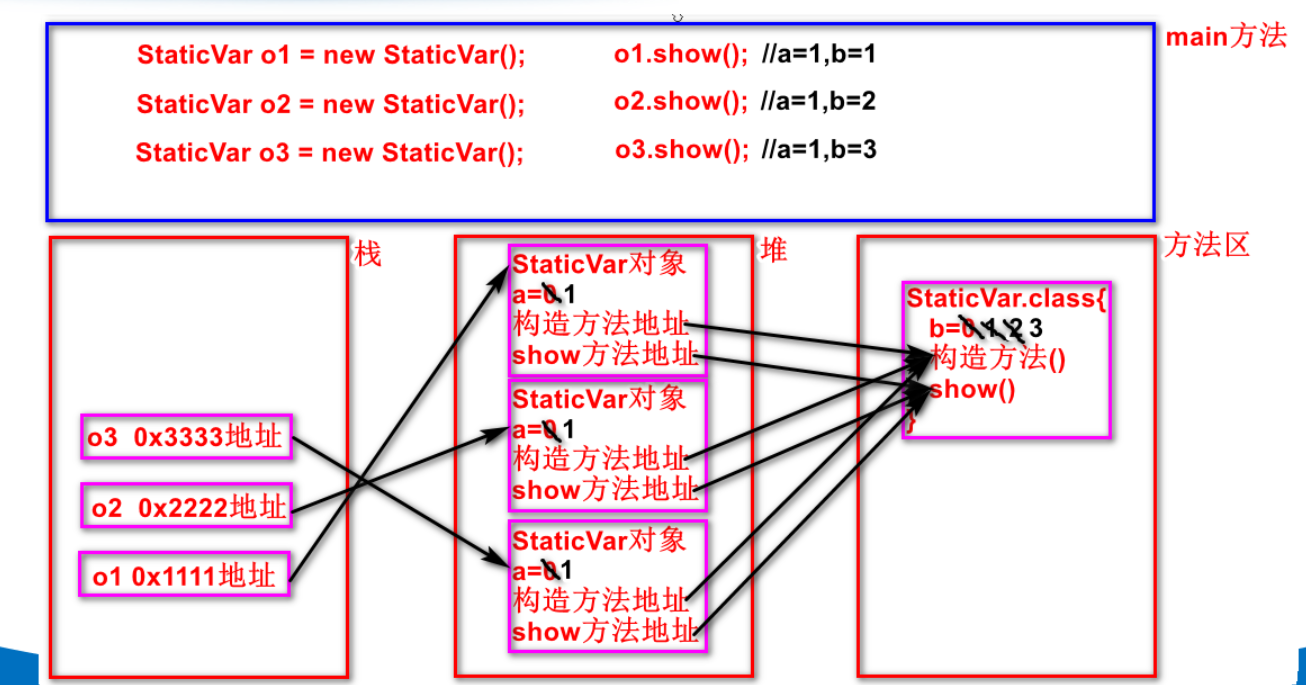 main方法
StaticVar o1 = new StaticVar(); o1.show(); //a=1,b=1
StaticVar o2 = new StaticVar(); o2.show(); //a=1,b=2
StaticVar o3 = new StaticVar(); o3.show(); //a=1,b=3
栈
o3 0x3333地址
o2 0x2222地址
o1 0x1111地址
堆
StaticVar对象
a=0 1
构造方法地址
show方法地址
StaticVar对象
a=0 1
构造方法地址
show方法地址
StaticVar对象
a=0 1
构造方法地址
show方法地址
方法区
StaticVar.class{
b=0 1 2 3
构造方法()
show()
}